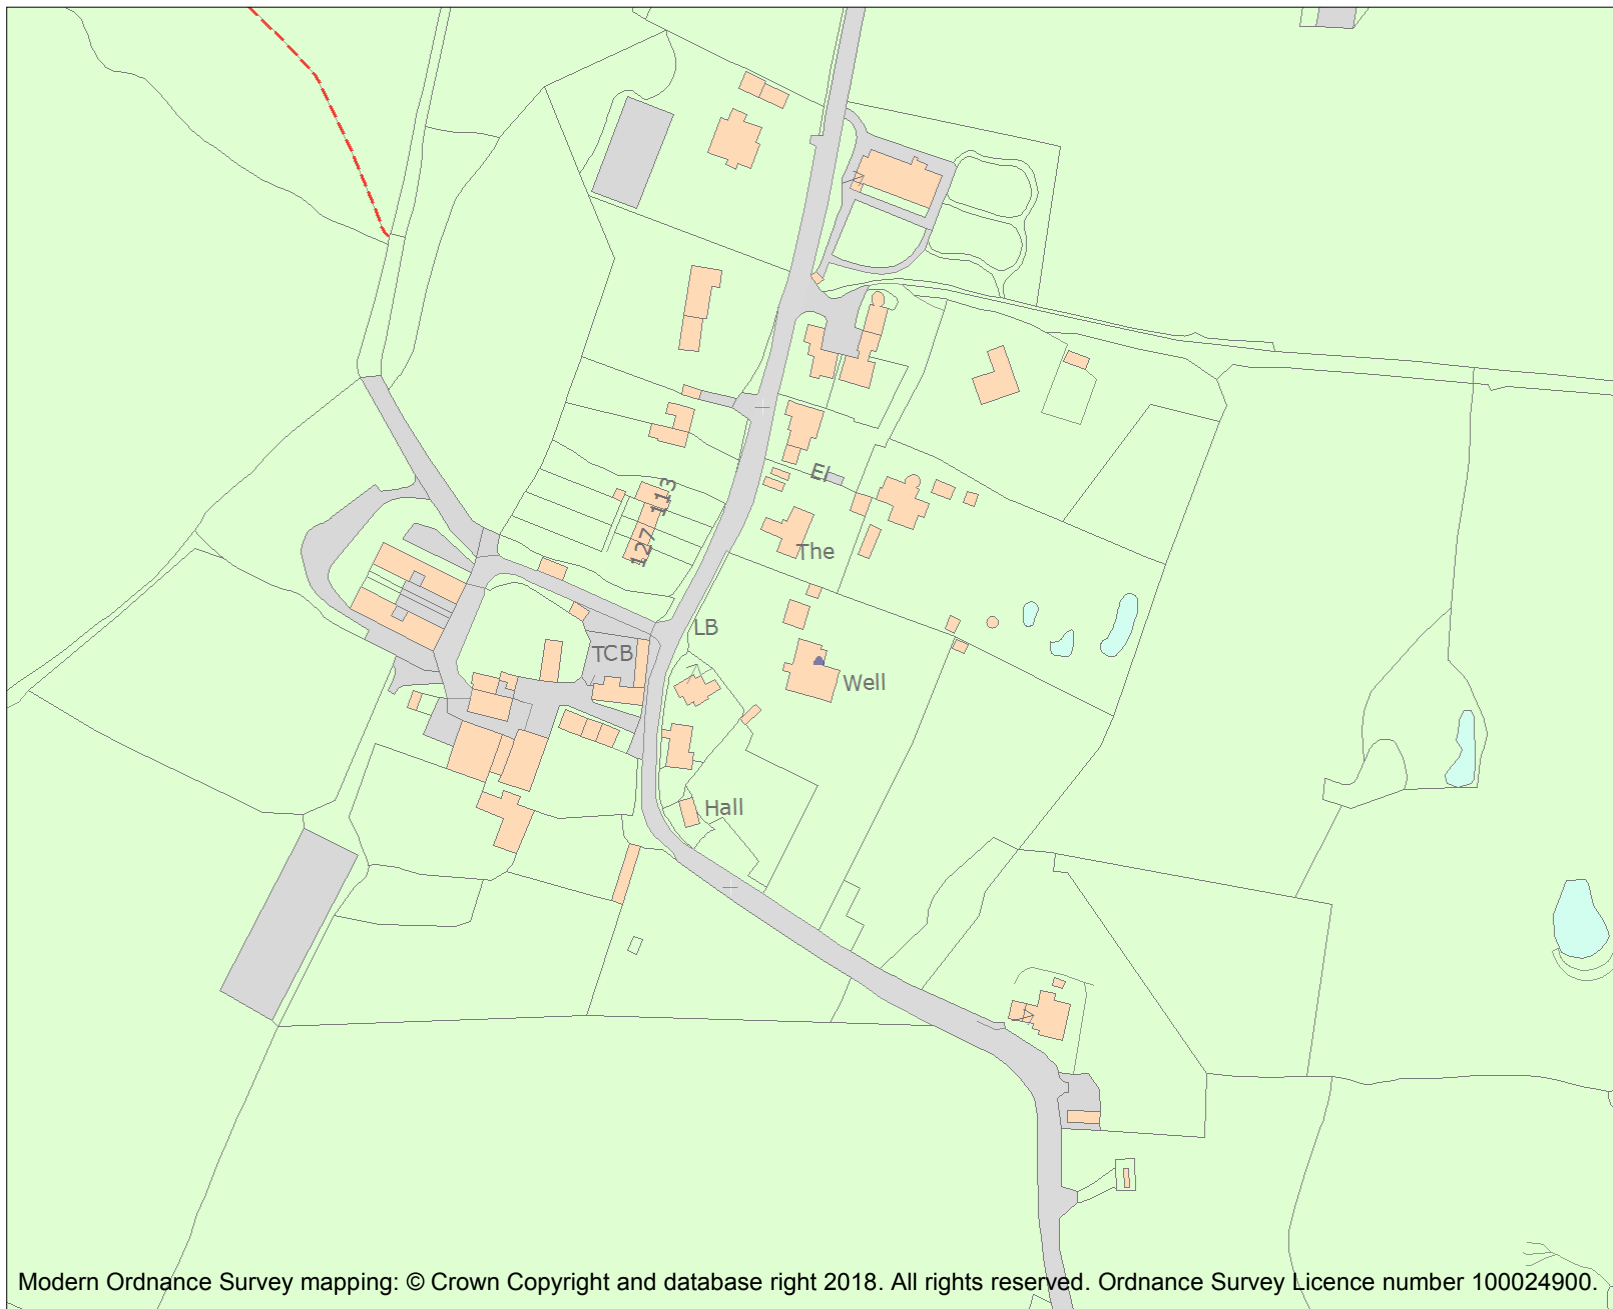 El
113
127
The
LB
TCB
Well
Hall
Modern Ordnance Survey mapping: © Crown Copyright and database right 2018. All rights reserved. Ordnance Survey Licence number 100024900.